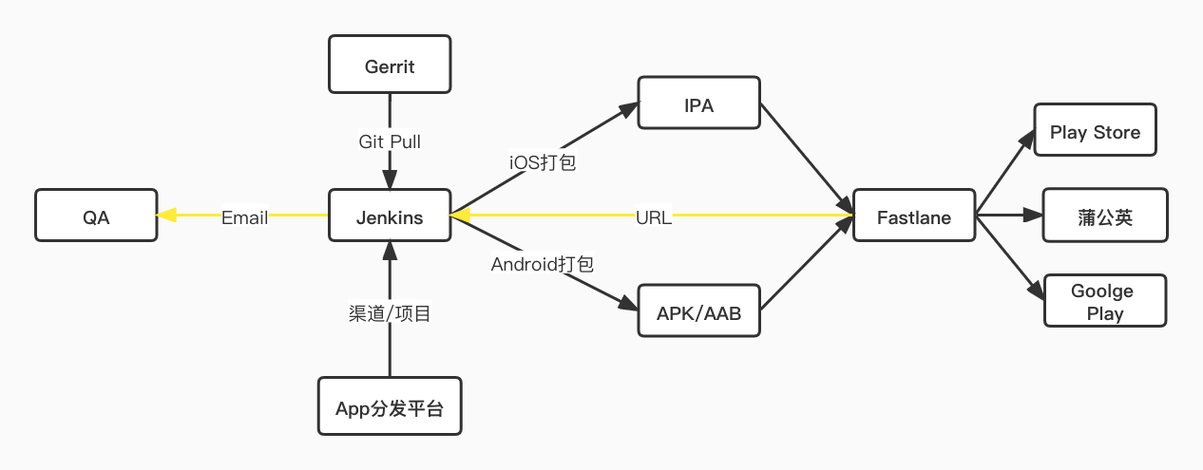 Gerrit
Git Pull
IPA
Play Store
iOS打包
QA
Email
Jenkins
URL
Fastlane
蒲公英
Android打包
渠道/项目
APK/AAB
Goolge
Play
App分发平台